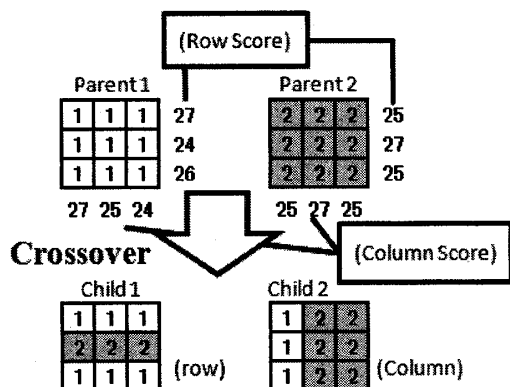 (Row Score)
Parent 1 Parent 2
1 1 1 27 2 2 2 25
1 1 1 24 2 2 2 27
1 1 1 26 2 2 2 25
27 25 24 25 27 25
Crossover (Column Score)
Child 1 Child 2
1 1 1 1 2 2
2 2 2 1 2 2
1 1 1 (row) 1 2 2 (Column)